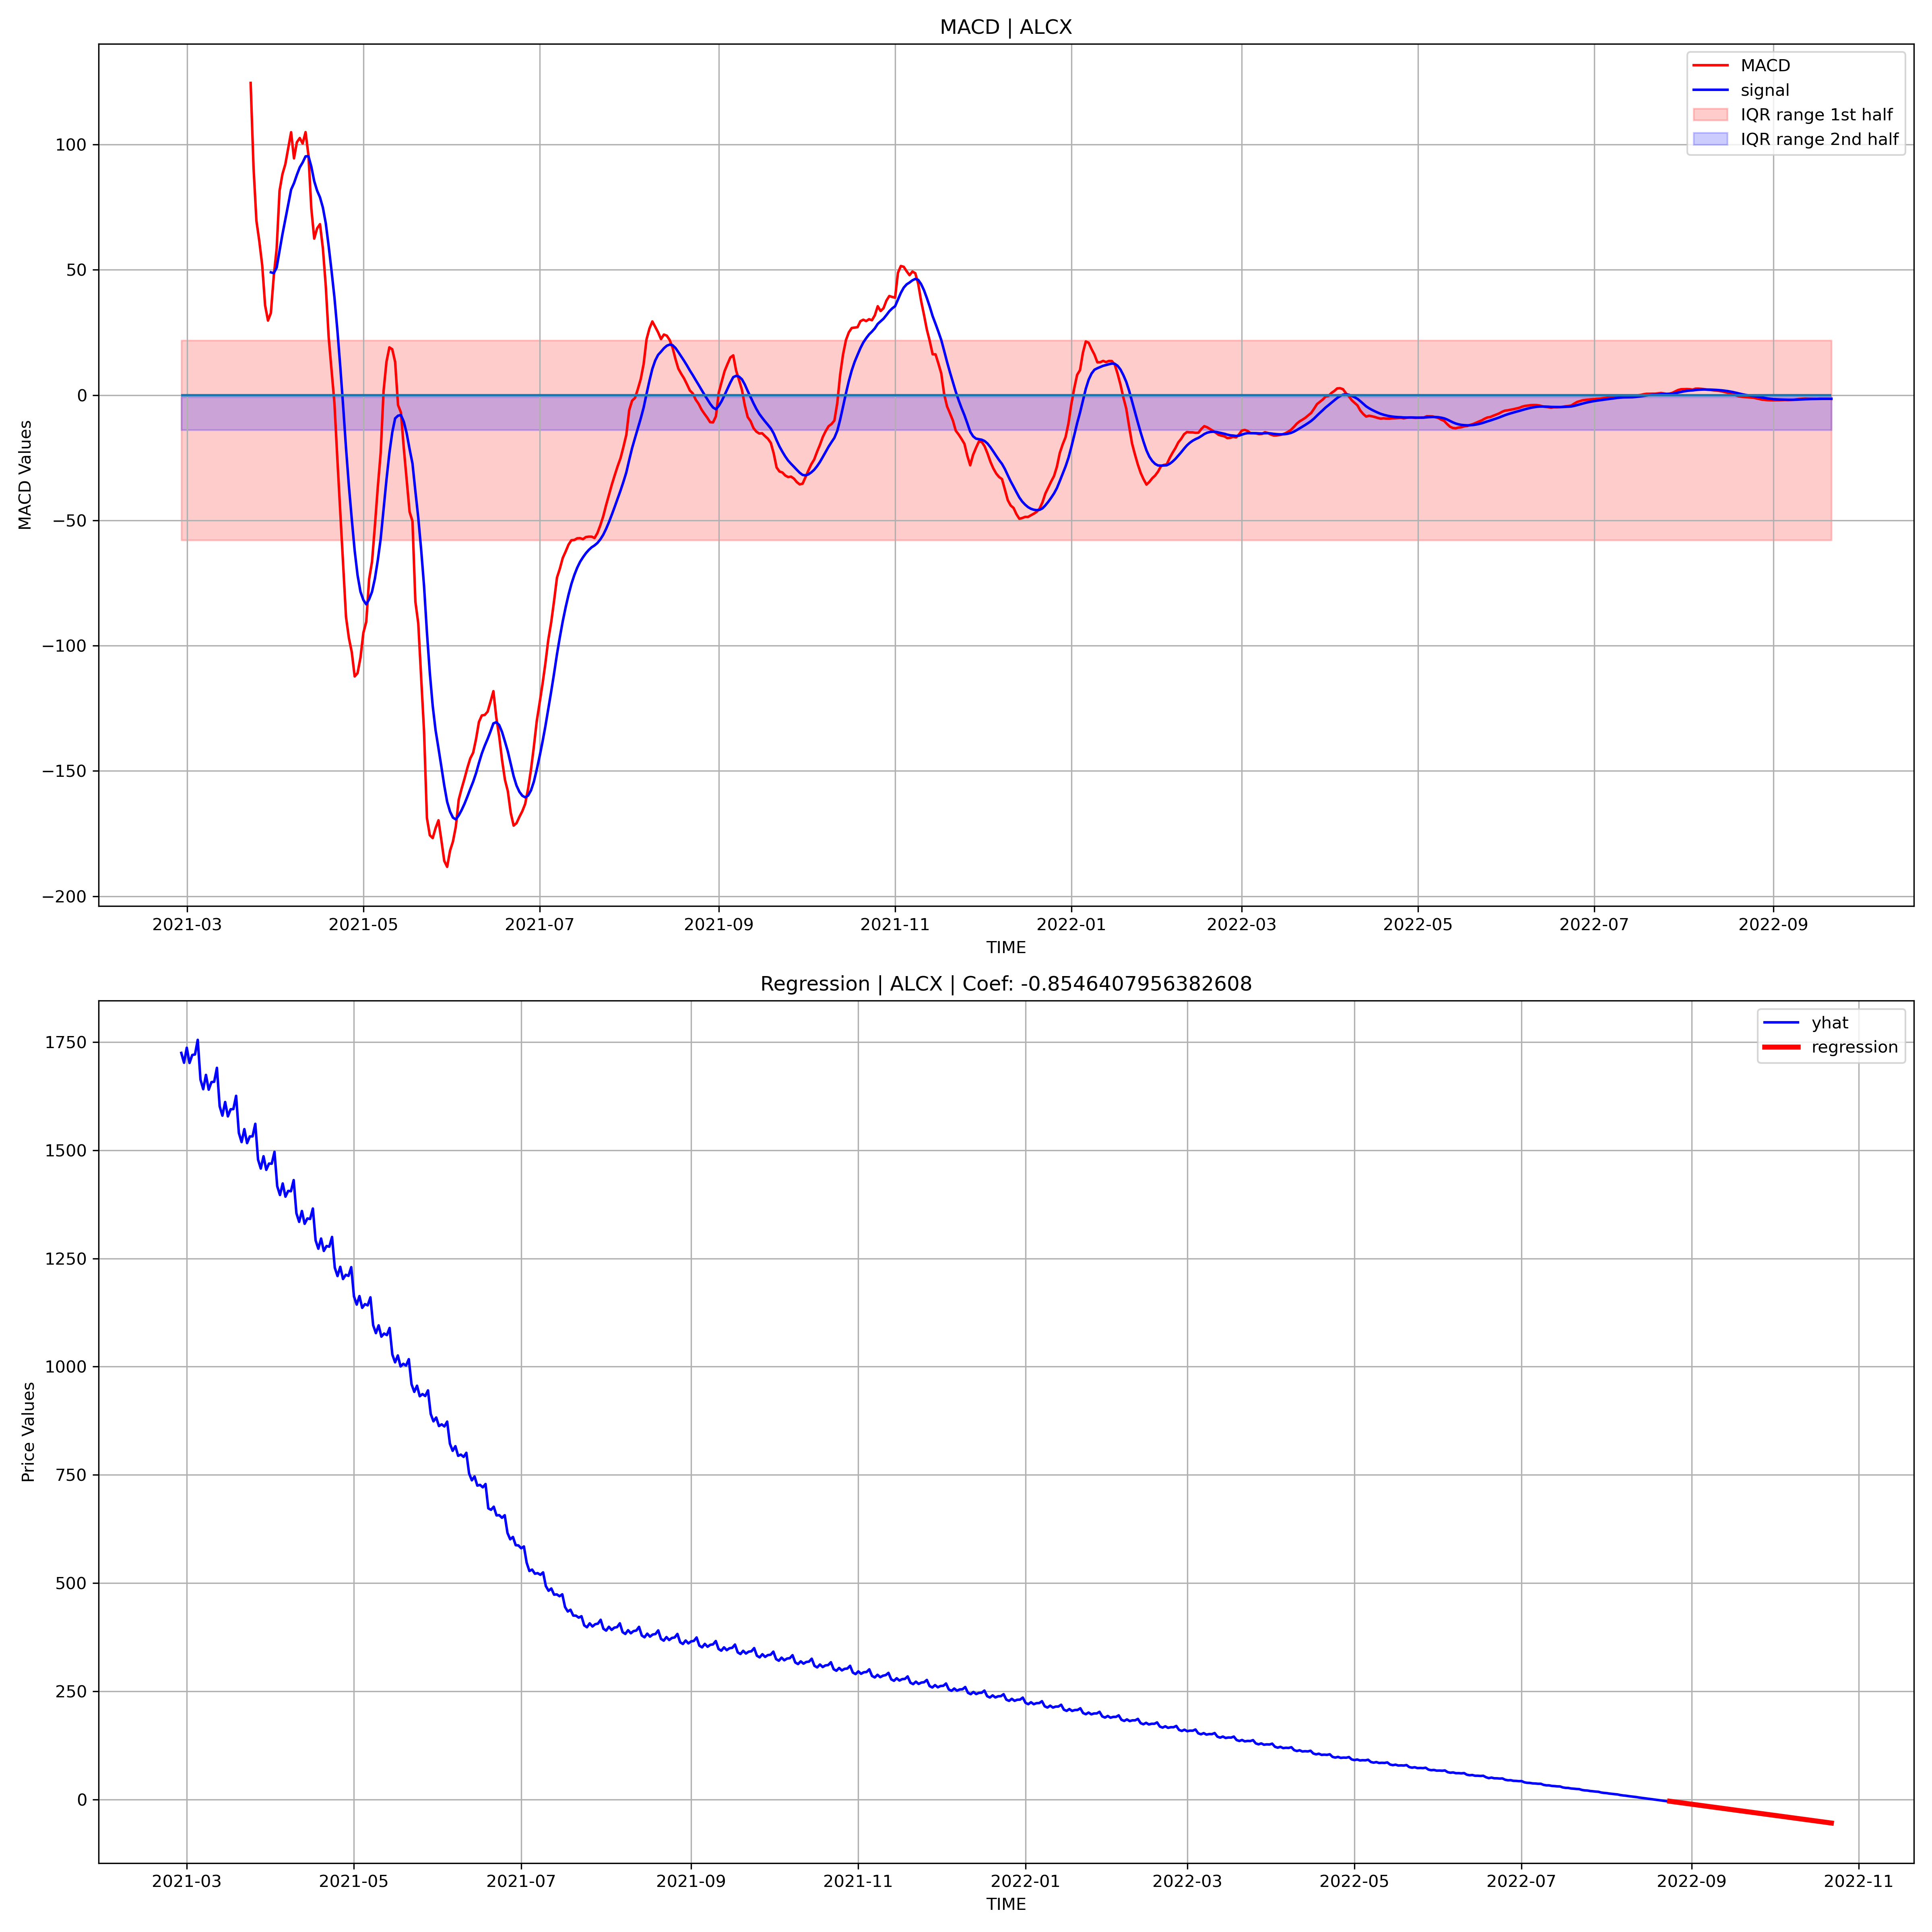 MACD | ALCX
MACD
signal
IQR range 1st half
IQR range 2nd half
MACD Values
100
50
0
−50
−100
−150
−200
2021-03 2021-05 2021-07 2021-09 2021-11 2022-01 2022-03 2022-05 2022-07 2022-09
TIME
Regression | ALCX | Coef: -0.8546407956382608
yhat
regression
Price Values
1750
1500
1250
1000
750
500
250
0
2021-03 2021-05 2021-07 2021-09 2021-11 2022-01 2022-03 2022-05 2022-07 2022-09 2022-11
TIME